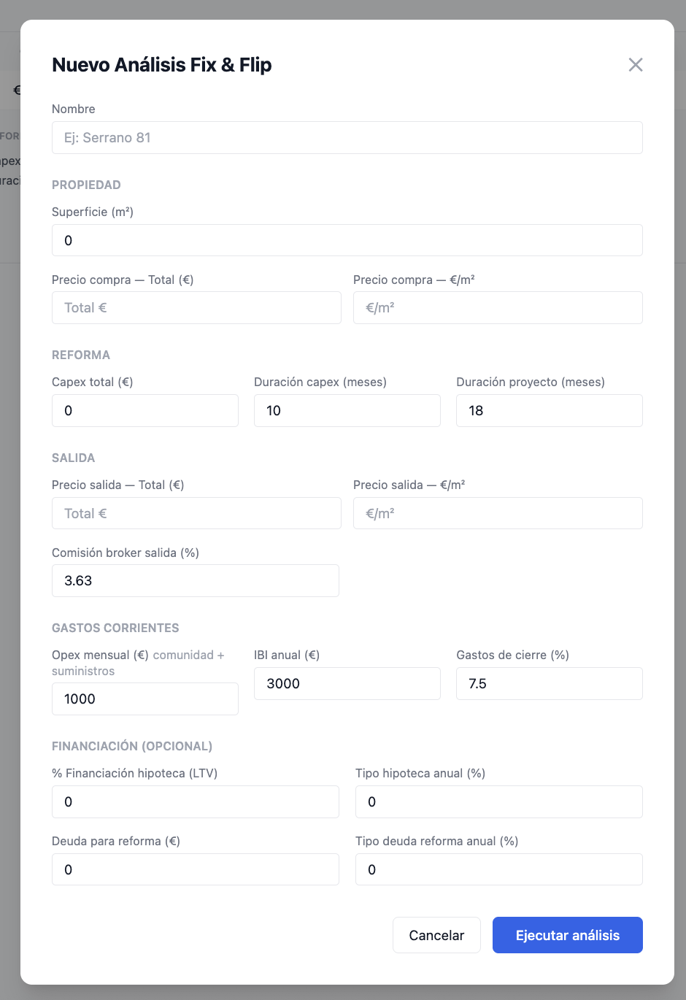 Nuevo Análisis Fix & Flip
€
Nombre
Ej: Serrano 81
FOR
PROPIEDAD
apex
uraci
Superficie (m²)
0
Precio compra — Total (€)
Precio compra — €/m²
Total €
€/m²
REFORMA
Capex total (€)
Duración capex (meses)
Duración proyecto (meses)
0
10
18
SALIDA
Precio salida — Total (€)
Precio salida — €/m²
Total €
€/m²
Comisión broker salida (%)
3.63
GASTOS CORRIENTES
Opex mensual (€) comunidad +
suministros
IBI anual (€)
Gastos de cierre (%)
1000
3000
7.5
FINANCIACIÓN (OPCIONAL)
% Financiación hipoteca (LTV)
Tipo hipoteca anual (%)
0
0
Deuda para reforma (€)
Tipo deuda reforma anual (%)
0
0
Cancelar
Ejecutar análisis